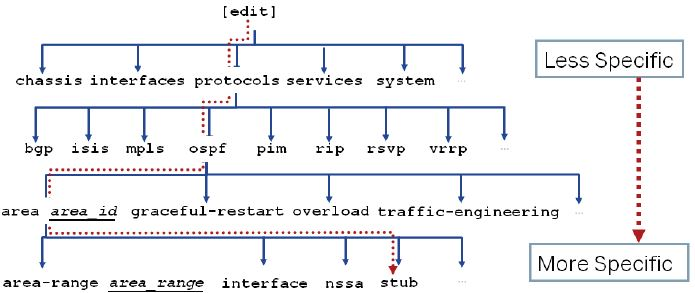 [edit]
Less Specific
chassis interfaces protocols services system ...
bgp isis mpls ospf pim rip rsvp vrrp ...
area area_id graceful-restart overload traffic-engineering ...
More Specific
area-range area_range interface nssa stub ...